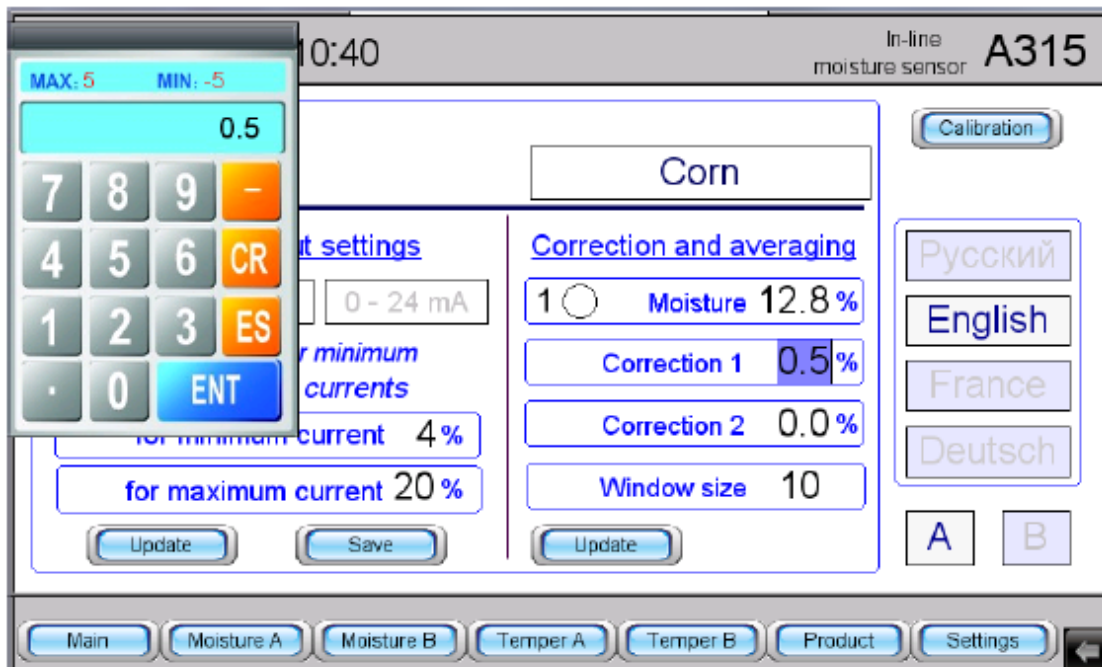 10:40
In-line
moisture sensor
A315
MAX: 5 MIN: -5
0.5
7 8 9 -
4 5 6 CR
1 2 3 ES
. 0 ENT
Calibration
Corn
settings
0 - 24 mA
minimum
currents
for minimum current 4 %
for maximum current 20 %
Update
Save
Correction and averaging
1 Moisture 12.8 %
Correction 1 0.5 %
Correction 2 0.0 %
Window size 10
Update
Русский
English
France
Deutsch
A B
Main
Moisture A
Moisture B
Temper A
Temper B
Product
Settings